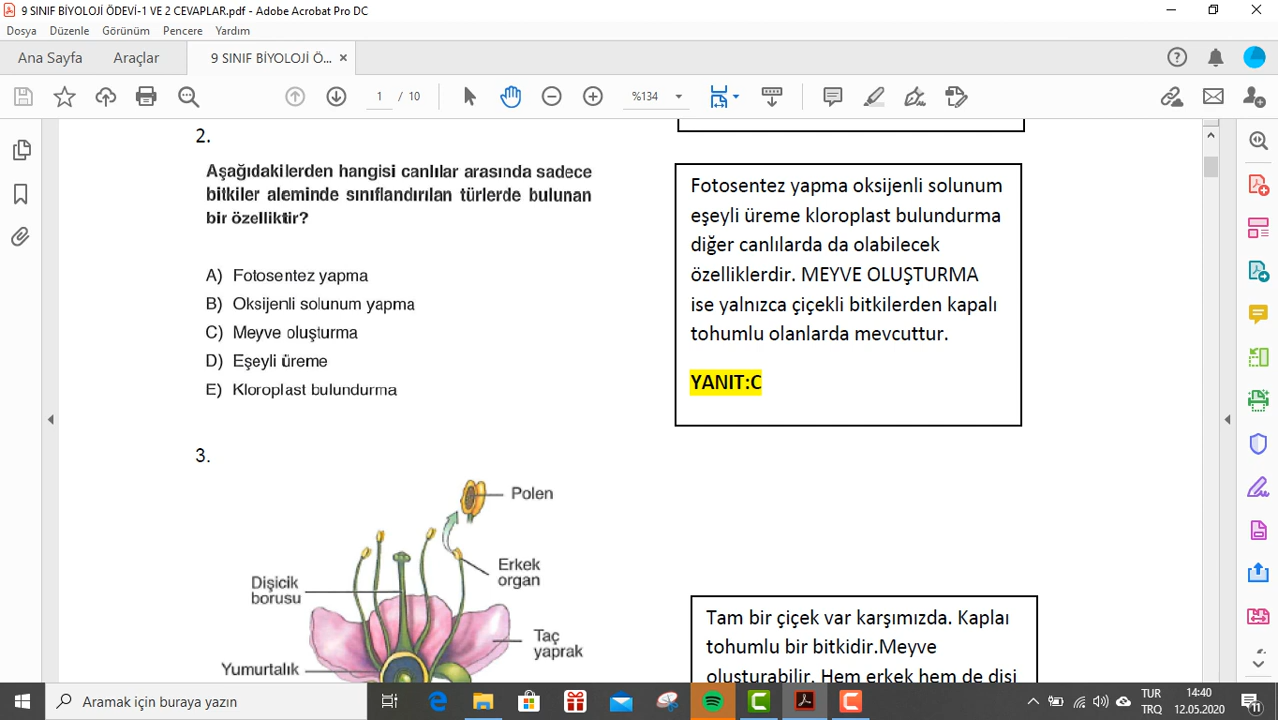 9 SINIF BİYOLOJİ ÖDEVİ-1 VE 2 CEVAPLAR.pdf - Adobe Acrobat Pro DC
Dosya Düzenle Görünüm Pencere Yardım
Ana Sayfa Araçlar 9 SINIF BİYOLOJİ Ö... ×
1 / 10 %134
2.
Aşağıdakilerden hangisi canlılar arasında sadece
bitkiler aleminde sınıflandırılan türlerde bulunan
bir özelliktir?
A) Fotosentez yapma
B) Oksijenli solunum yapma
C) Meyve oluşturma
D) Eşeyli üreme
E) Kloroplast bulundurma
Fotosentez yapma oksijenli solunum
eşeyli üreme kloroplast bulundurma
diğer canlılarda da olabilecek
özelliklerdir. MEYVE OLUŞTURMA
ise yalnızca çiçekli bitkilerden kapalı
tohumlu olanlarda mevcuttur.
YANIT:C
3.
Polen
Erkek
organ
Dişicik
borusu
Taç
yaprak
Yumurtalık
Tam bir çiçek var karşımızda. Kaplaı
tohumlu bir bitkidir.Meyve
oluşturabilir. Hem erkek hem de dişi
Aramak için buraya yazın
TUR 14:40
TRQ 12.05.2020
11